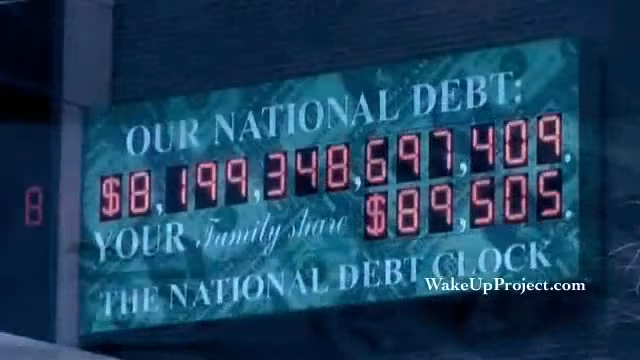 OUR NATIONAL DEBT:
$8,199,348,697,409.
YOUR Family share $89,505.
THE NATIONAL DEBT CLOCK
WakeUpProject.com
8